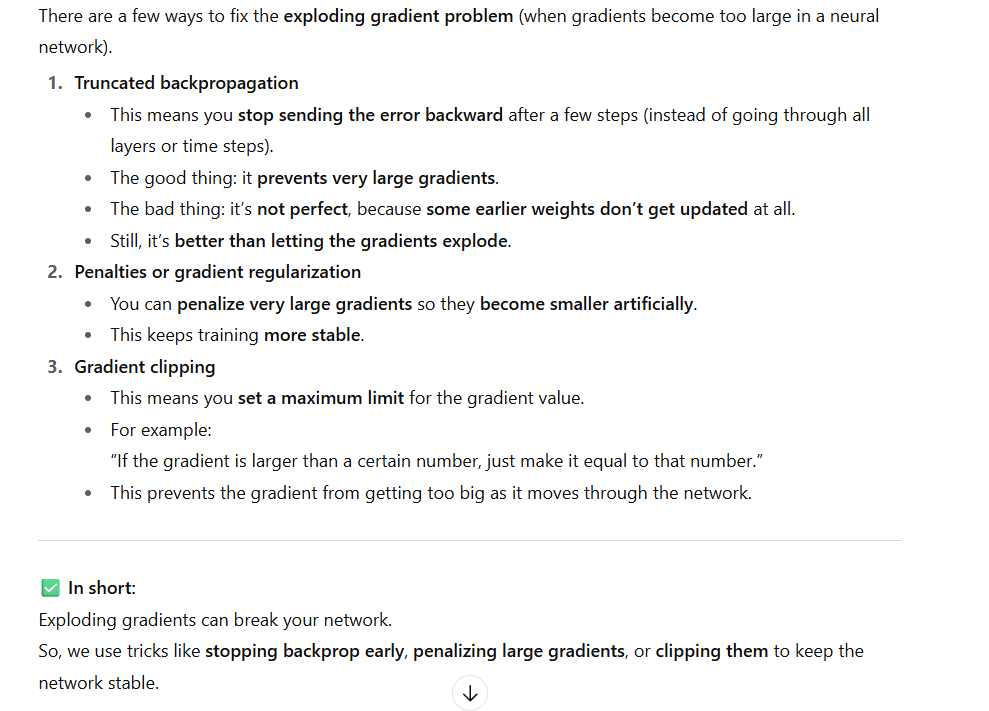 There are a few ways to fix the exploding gradient problem (when gradients become too large in a neural
network).
1. Truncated backpropagation
• This means you stop sending the error backward after a few steps (instead of going through all
layers or time steps).
• The good thing: it prevents very large gradients.
• The bad thing: it’s not perfect, because some earlier weights don’t get updated at all.
• Still, it’s better than letting the gradients explode.
2. Penalties or gradient regularization
• You can penalize very large gradients so they become smaller artificially.
• This keeps training more stable.
3. Gradient clipping
• This means you set a maximum limit for the gradient value.
• For example:
“If the gradient is larger than a certain number, just make it equal to that number.”
• This prevents the gradient from getting too big as it moves through the network.
✅ In short:
Exploding gradients can break your network.
So, we use tricks like stopping backprop early, penalizing large gradients, or clipping them to keep the
network stable.